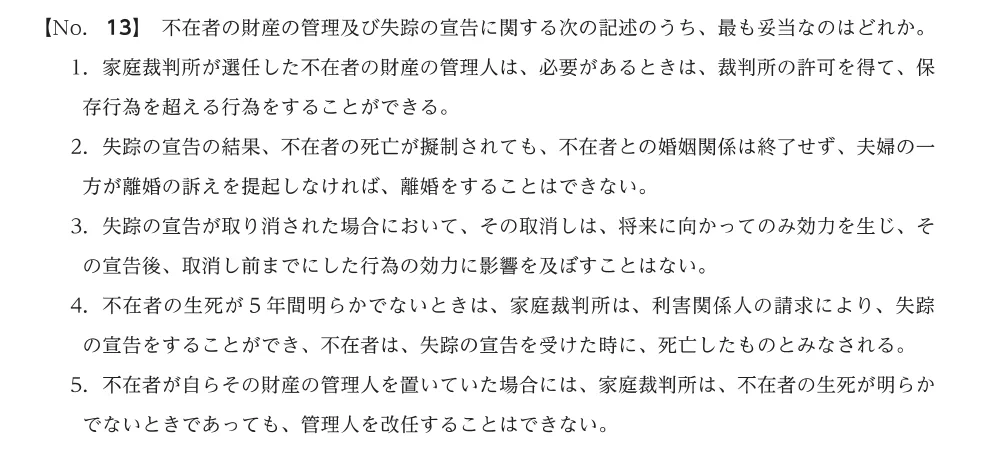 【No. 13】 不在者の財産の管理及び失踪の宣告に関する次の記述のうち、最も妥当なのはどれか。
1. 家庭裁判所が選任した不在者の財産の管理人は、必要があるときは、裁判所の許可を得て、保
存行為を超える行為をすることができる。
2. 失踪の宣告の結果、不在者の死亡が擬制されても、不在者との婚姻関係は終了せず、夫婦の一
方が離婚の訴えを提起しなければ、離婚をすることはできない。
3. 失踪の宣告が取り消された場合において、その取消しは、将来に向かってのみ効力を生じ、そ
の宣告後、取消し前までにした行為の効力に影響を及ぼすことはない。
4. 不在者の生死が5年間明らかでないときは、家庭裁判所は、利害関係人の請求により、失踪
の宣告をすることができ、不在者は、失踪の宣告を受けた時に、死亡したものとみなされる。
5. 不在者が自らその財産の管理人を置いていた場合には、家庭裁判所は、不在者の生死が明らか
でないときであっても、管理人を改任することはできない。